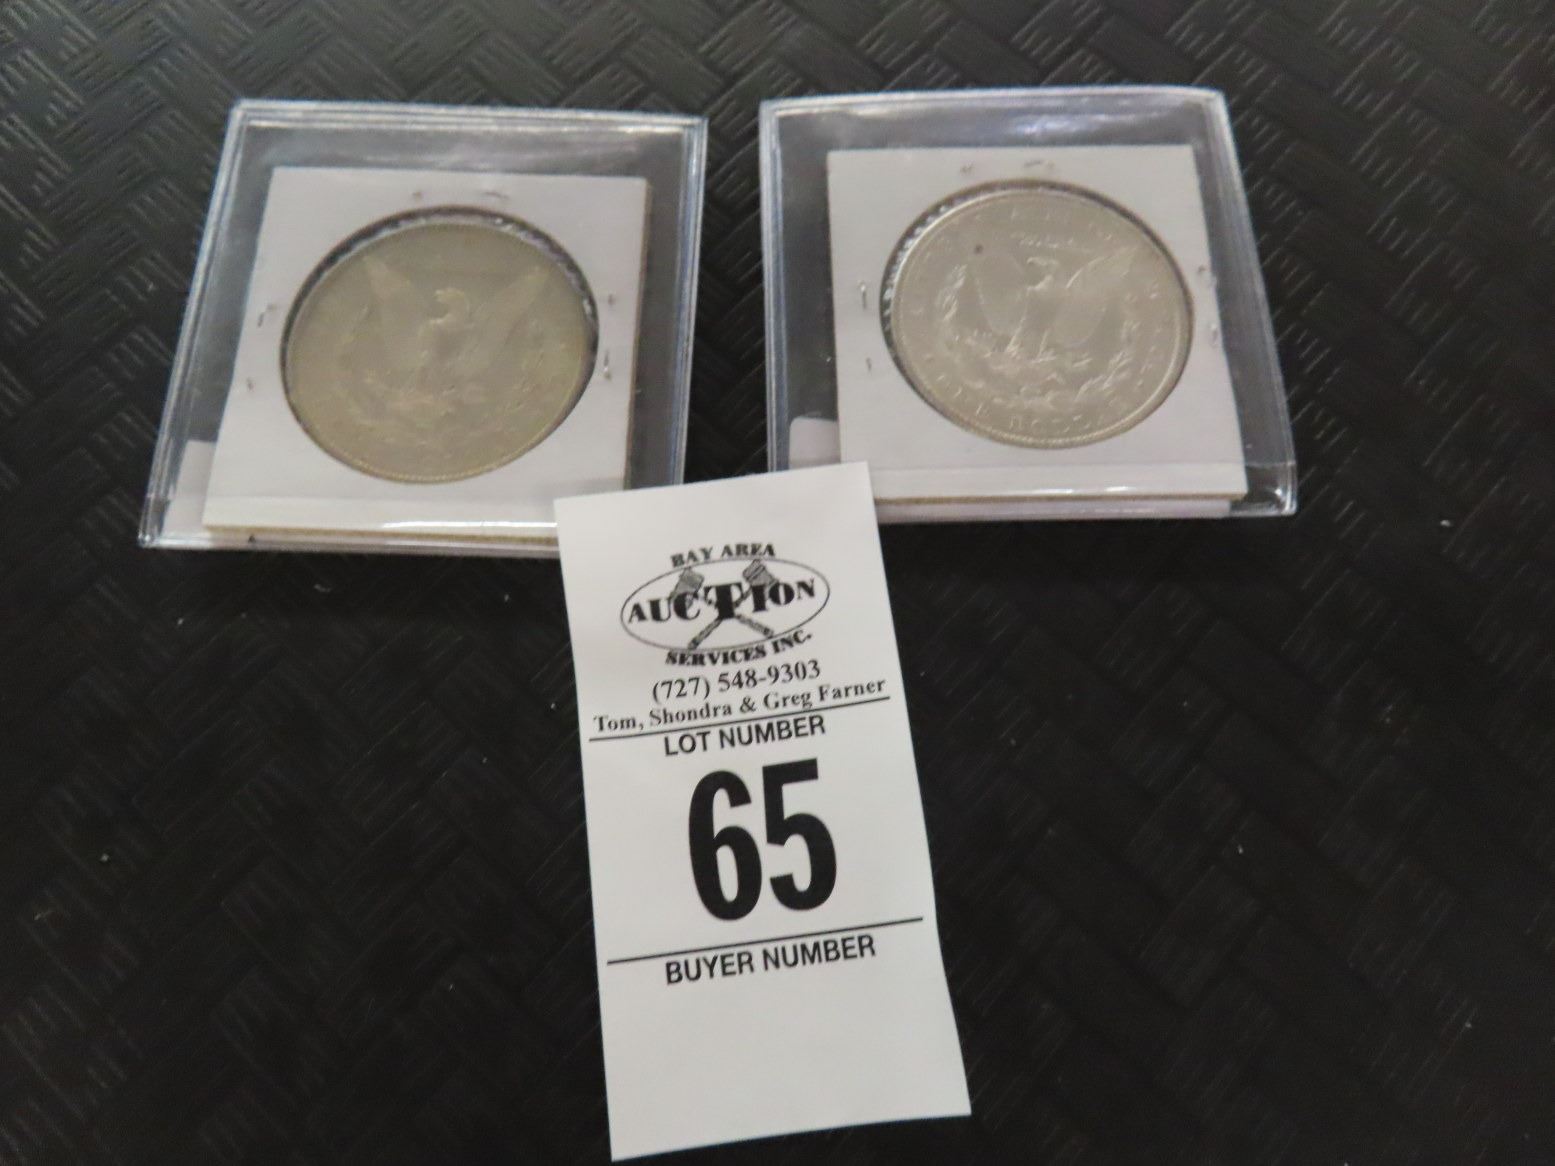 BAY AREA
AUCTION
SERVICES INC.
(727) 548-9303
Tom, Shondra & Greg Farner
LOT NUMBER
65
BUYER NUMBER